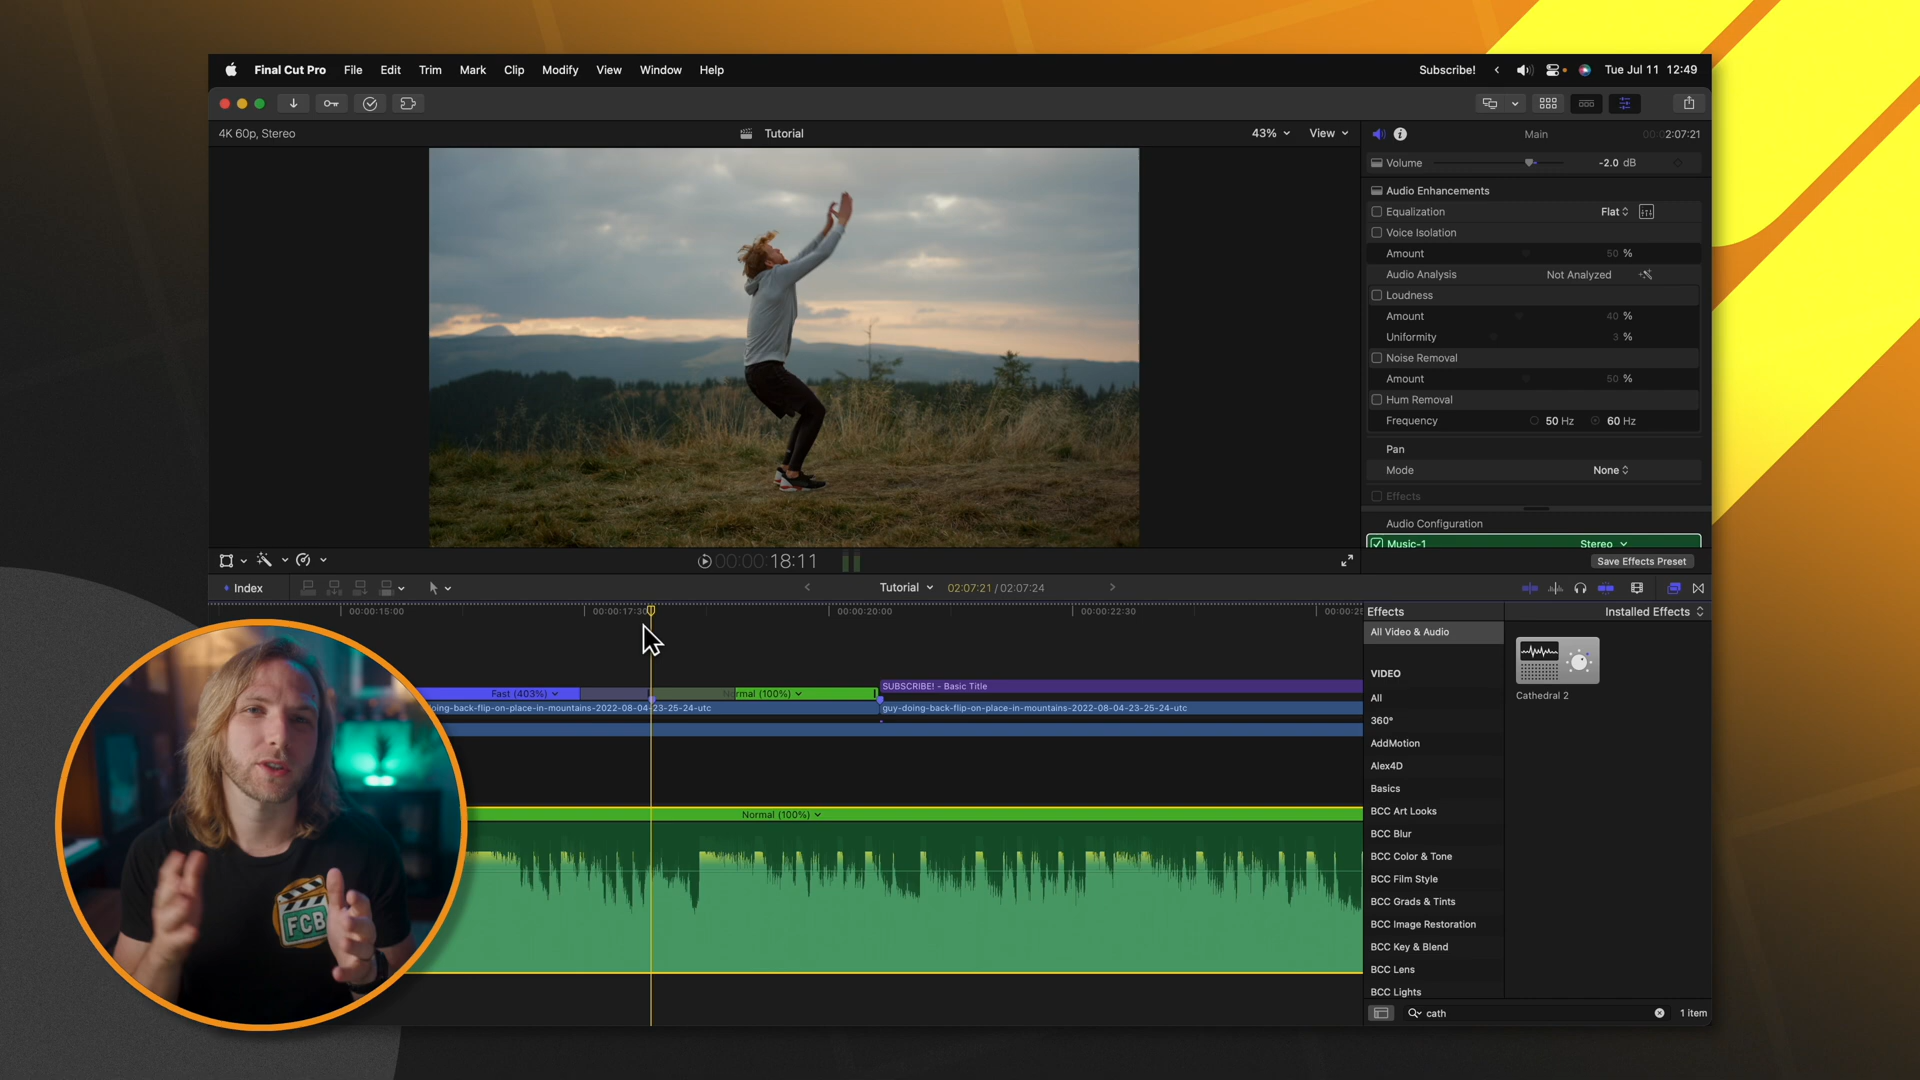 Final Cut Pro File Edit Trim Mark Clip Modify View Window Help Subscribe! Tue Jul 11 12:49
4K 60p, Stereo Tutorial 43% View
Main 2:07:21
Volume -2.0 dB
Audio Enhancements
Equalization Flat
Voice Isolation
Amount 50 %
Audio Analysis Not Analyzed
Loudness
Amount 40 %
Uniformity 3 %
Noise Removal
Amount 50 %
Hum Removal
Frequency 50 Hz 60 Hz
Pan
Mode None
Effects
Audio Configuration
Music-1 Stereo
Save Effects Preset
00:00:18:11
Index Tutorial 02:07:21 / 02:07:24
00:00:15:00 00:00:17:30 00:00:20:00 00:00:22:30
SUBSCRIBE! - Basic Title
Fast (403%) Normal (100%)
oing-back-flip-on-place-in-mountains-2022-08-04-23-25-24-utc guy-doing-back-flip-on-place-in-mountains-2022-08-04-23-25-24-utc
Normal (100%)
FCB
Effects Installed Effects
All Video & Audio
VIDEO
All
360°
AddMotion
Alex4D
Basics
BCC Art Looks
BCC Blur
BCC Color & Tone
BCC Film Style
BCC Grads & Tints
BCC Image Restoration
BCC Key & Blend
BCC Lens
BCC Lights
Cathedral 2
cath 1 item